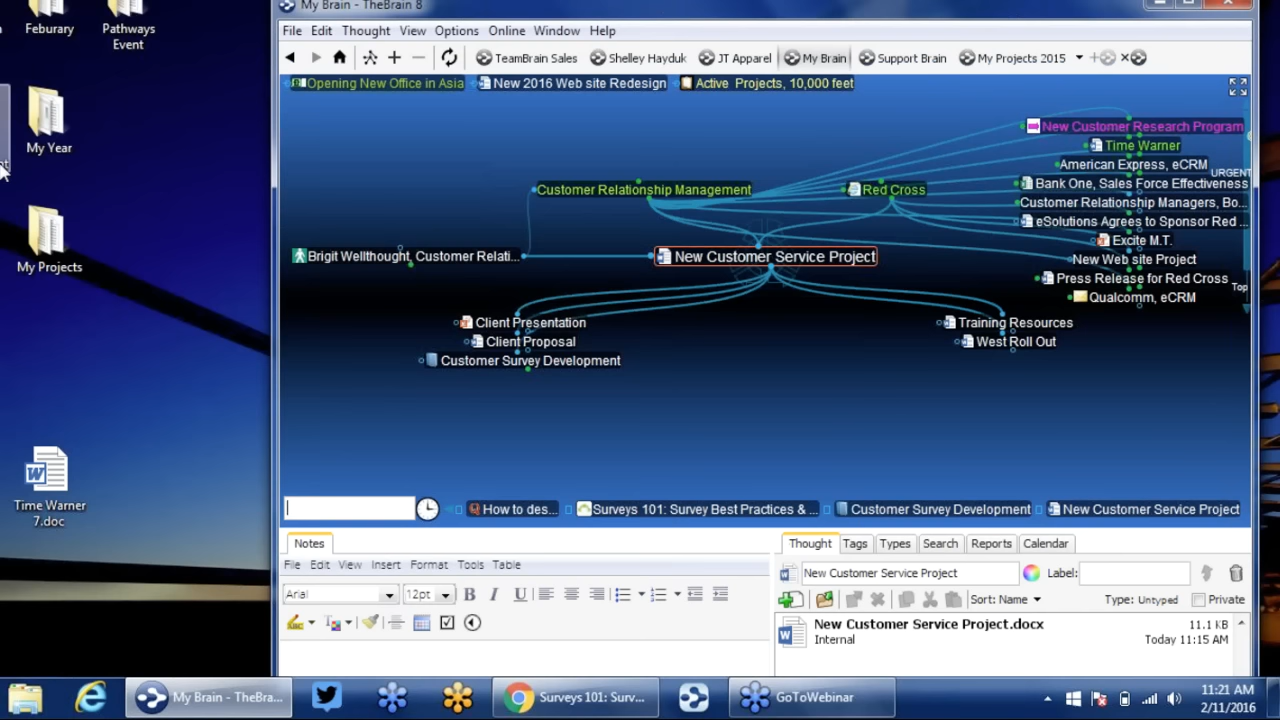 Feburary
Pathways
Event
My Year
My Projects
Time Warner
7.doc
My Brain - TheBrain 8
File Edit Thought View Options Online Window Help
TeamBrain Sales Shelley Hayduk JT Apparel My Brain Support Brain My Projects 2015
Opening New Office in Asia New 2016 Web site Redesign Active Projects, 10,000 feet
New Customer Research Program
Time Warner
American Express, eCRM
URGENT
Customer Relationship Management Red Cross Bank One, Sales Force Effectiveness
Customer Relationship Managers, Bo...
eSolutions Agrees to Sponsor Red ...
Excite M.T.
Brigit Wellthought, Customer Relati... New Customer Service Project New Web site Project
Press Release for Red Cross
Top
Qualcomm, eCRM
Client Presentation Training Resources
Client Proposal West Roll Out
Customer Survey Development
How to des... Surveys 101: Survey Best Practices & ... Customer Survey Development New Customer Service Project
Notes Thought Tags Types Search Reports Calendar
File Edit View Insert Format Tools Table
New Customer Service Project Label:
Arial 12pt B I U
Sort: Name Type: Untyped Private
New Customer Service Project.docx 11.1 KB
Internal Today 11:15 AM
My Brain - TheBra... Surveys 101: Surv... GoToWebinar
11:21 AM
2/11/2016